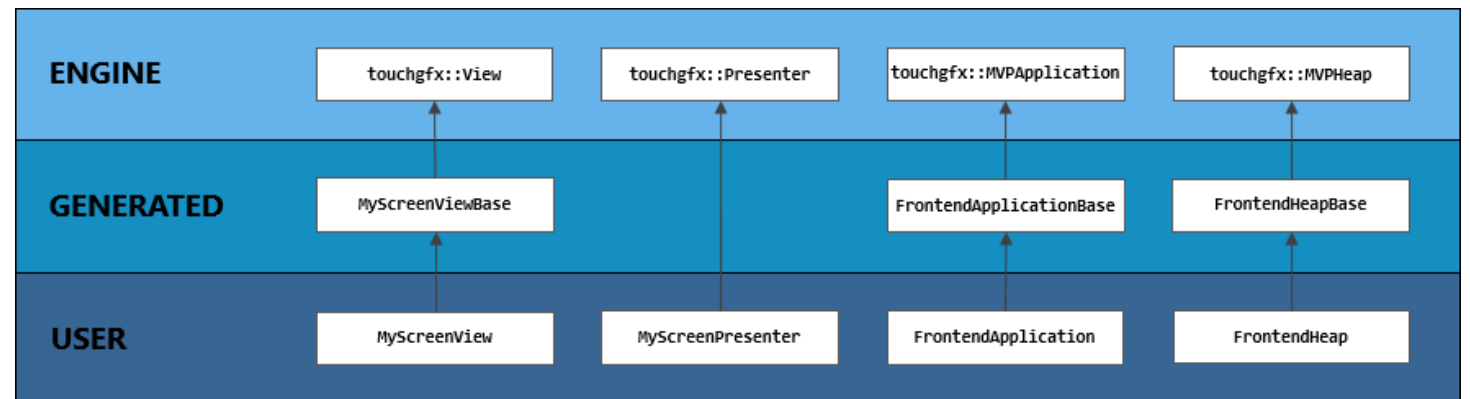 ENGINE
touchgfx::View
touchgfx::Presenter
touchgfx::MVPApplication
touchgfx::MVPHeap
GENERATED
MyScreenViewBase
FrontendApplicationBase
FrontendHeapBase
USER
MyScreenView
MyScreenPresenter
FrontendApplication
FrontendHeap